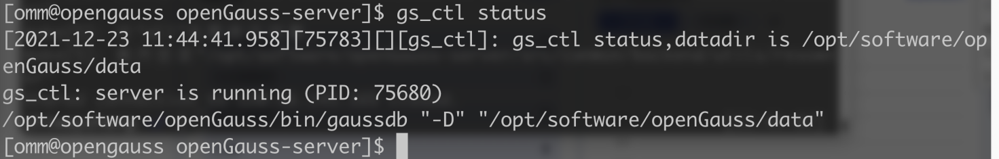 [omm@opengauss openGauss-server]$ gs_ctl status
[2021-12-23 11:44:41.958][75783][][gs_ctl]: gs_ctl status,datadir is /opt/software/op
enGauss/data
gs_ctl: server is running (PID: 75680)
/opt/software/openGauss/bin/gaussdb "-D" "/opt/software/openGauss/data"
[omm@opengauss openGauss-server]$